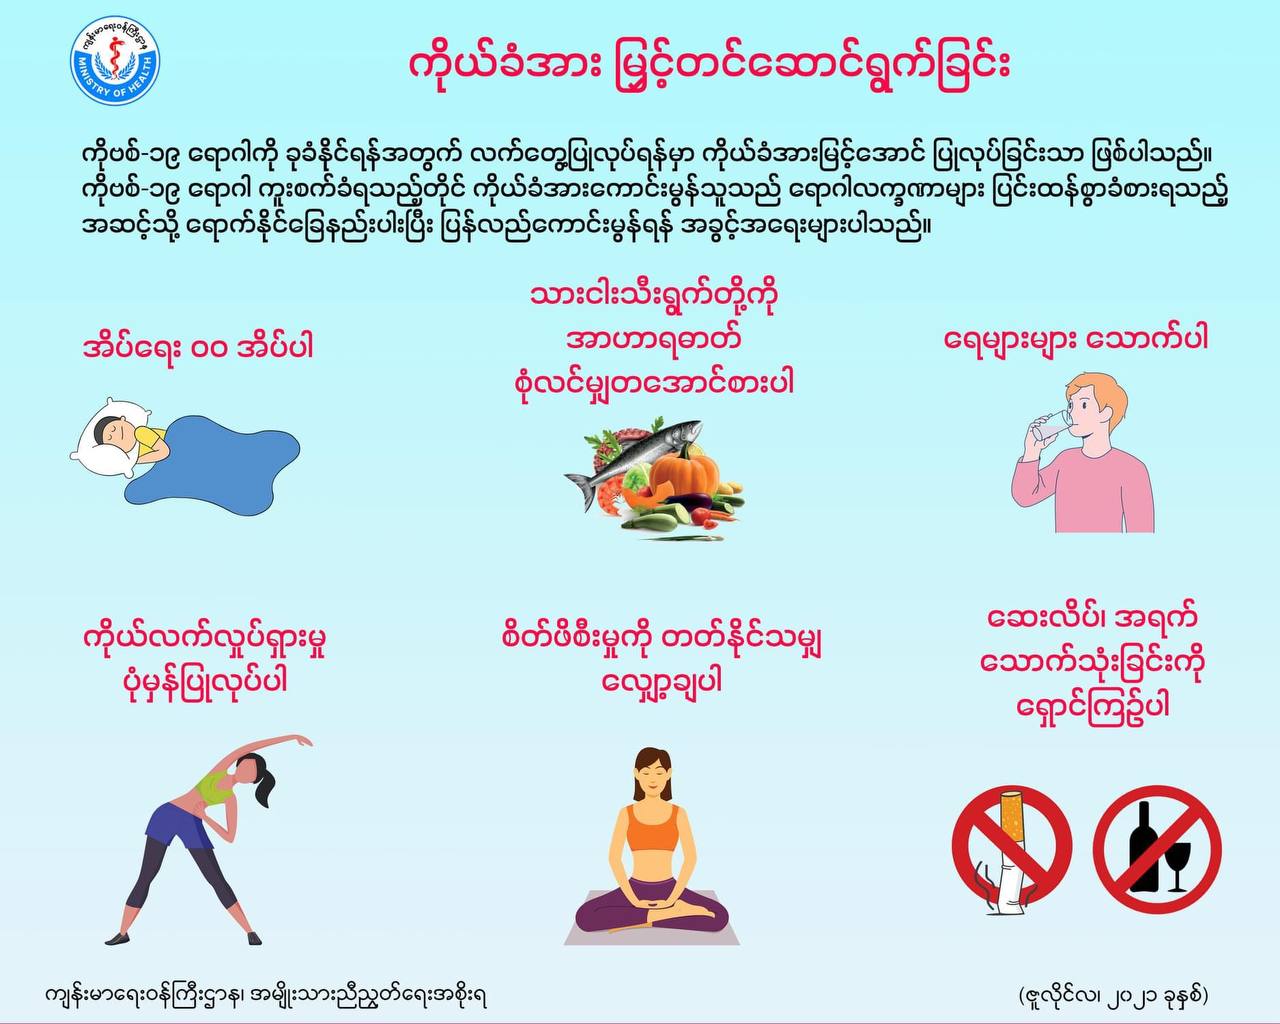 ကျန်းမာရေးဝန်ကြီးဌာန
MINISTRY OF HEALTH
ကိုယ်ခံအား မြှင့်တင်ဆောင်ရွက်ခြင်း
ကိုဗစ်-၁၉ ရောဂါကို ခုခံနိုင်ရန်အတွက် လက်တွေ့ပြုလုပ်ရန်မှာ ကိုယ်ခံအားမြင့်အောင် ပြုလုပ်ခြင်းသာ ဖြစ်ပါသည်။
ကိုဗစ်-၁၉ ရောဂါ ကူးစက်ခံရသည့်တိုင် ကိုယ်ခံအားကောင်းမွန်သူသည် ရောဂါလက္ခဏာများ ပြင်းထန်စွာခံစားရသည့်
အဆင့်သို့ ရောက်နိုင်ခြေနည်းပါးပြီး ပြန်လည်ကောင်းမွန်ရန် အခွင့်အရေးများပါသည်။
အိပ်ရေး ဝဝ အိပ်ပါ
သားငါးသီးရွက်တို့ကို
အာဟာရဓာတ်
စုံလင်မျှတအောင်စားပါ
ရေများများ သောက်ပါ
ကိုယ်လက်လှုပ်ရှားမှု
ပုံမှန်ပြုလုပ်ပါ
စိတ်ဖိစီးမှုကို တတ်နိုင်သမျှ
လျှော့ချပါ
ဆေးလိပ်၊ အရက်
သောက်သုံးခြင်းကို
ရှောင်ကြဉ်ပါ
ကျန်းမာရေးဝန်ကြီးဌာန၊ အမျိုးသားညီညွတ်ရေးအစိုးရ
(ဇူလိုင်လ၊ ၂၀၂၁ ခုနှစ်)